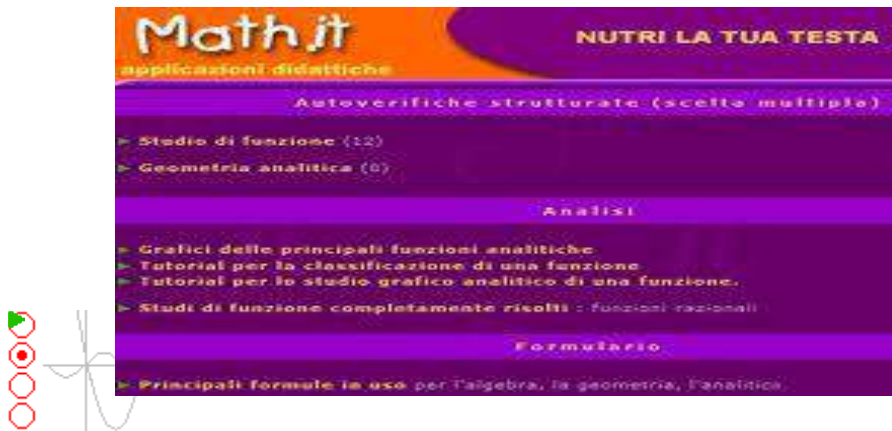 Math.it
NUTRI LA TUA TESTA
applicazioni didattiche
Autoverifiche strutturate (scelta multipla)
Studio di funzione (12)
Geometria analitica (8)
Analisi
Grafici delle principali funzioni analitiche
Tutorial per la classificazione di una funzione
Tutorial per lo studio grafico analitico di una funzione.
Studi di funzione completamente risolti : funzioni razionali
Formulario
Principali formule in uso per l'algebra, la geometria, l'analitica.